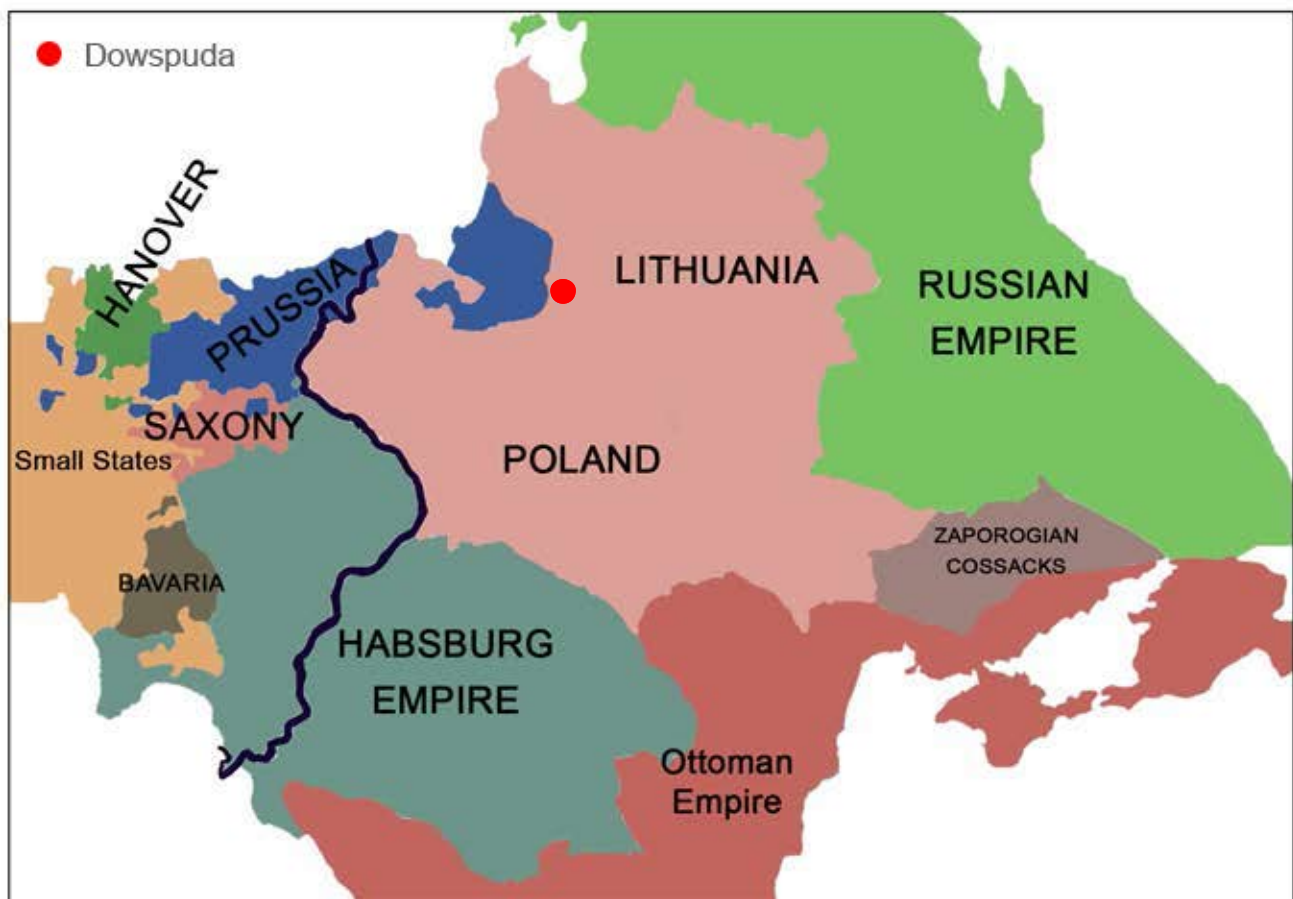 Dowspuda
HANOVER
PRUSSIA
LITHUANIA
RUSSIAN
EMPIRE
SAXONY
Small States
POLAND
ZAPOROGIAN
COSSACKS
BAVARIA
HABSBURG
EMPIRE
Ottoman
Empire